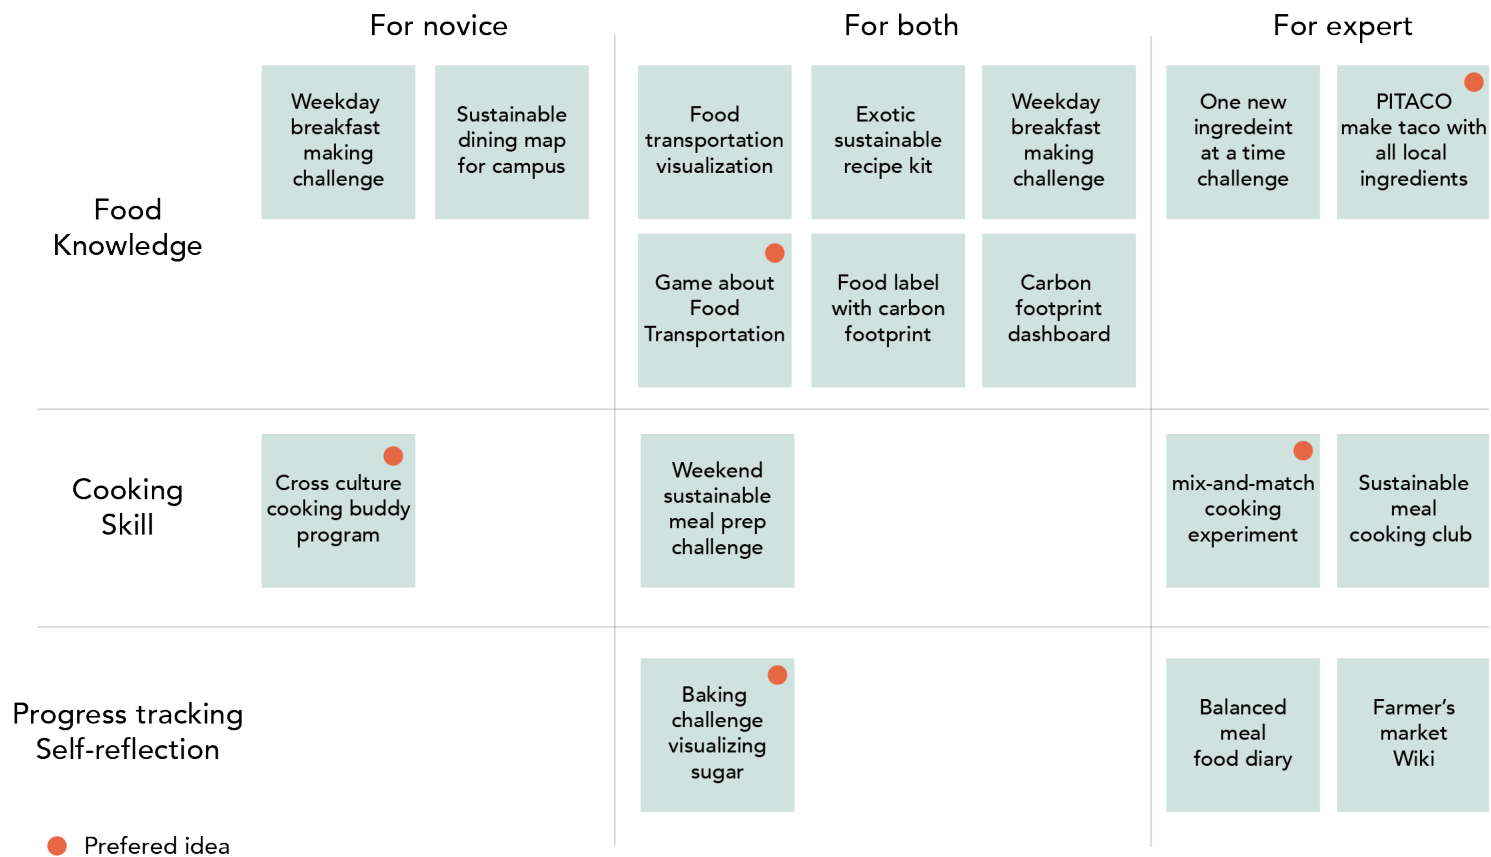 For novice
For both
For expert
Food
Knowledge
Weekday
breakfast
making
challenge
Sustainable
dining map
for campus
Food
transportation
visualization
Exotic
sustainable
recipe kit
Weekday
breakfast
making
challenge
One new
ingredeint
at a time
challenge
PITACO
make taco with
all local
ingredients
Game about
Food
Transportation
Food label
with carbon
footprint
Carbon
footprint
dashboard
Cooking
Skill
Cross culture
cooking buddy
program
Weekend
sustainable
meal prep
challenge
mix-and-match
cooking
experiment
Sustainable
meal
cooking club
Progress tracking
Self-reflection
Baking
challenge
visualizing
sugar
Balanced
meal
food diary
Farmer’s
market
Wiki
Prefered idea